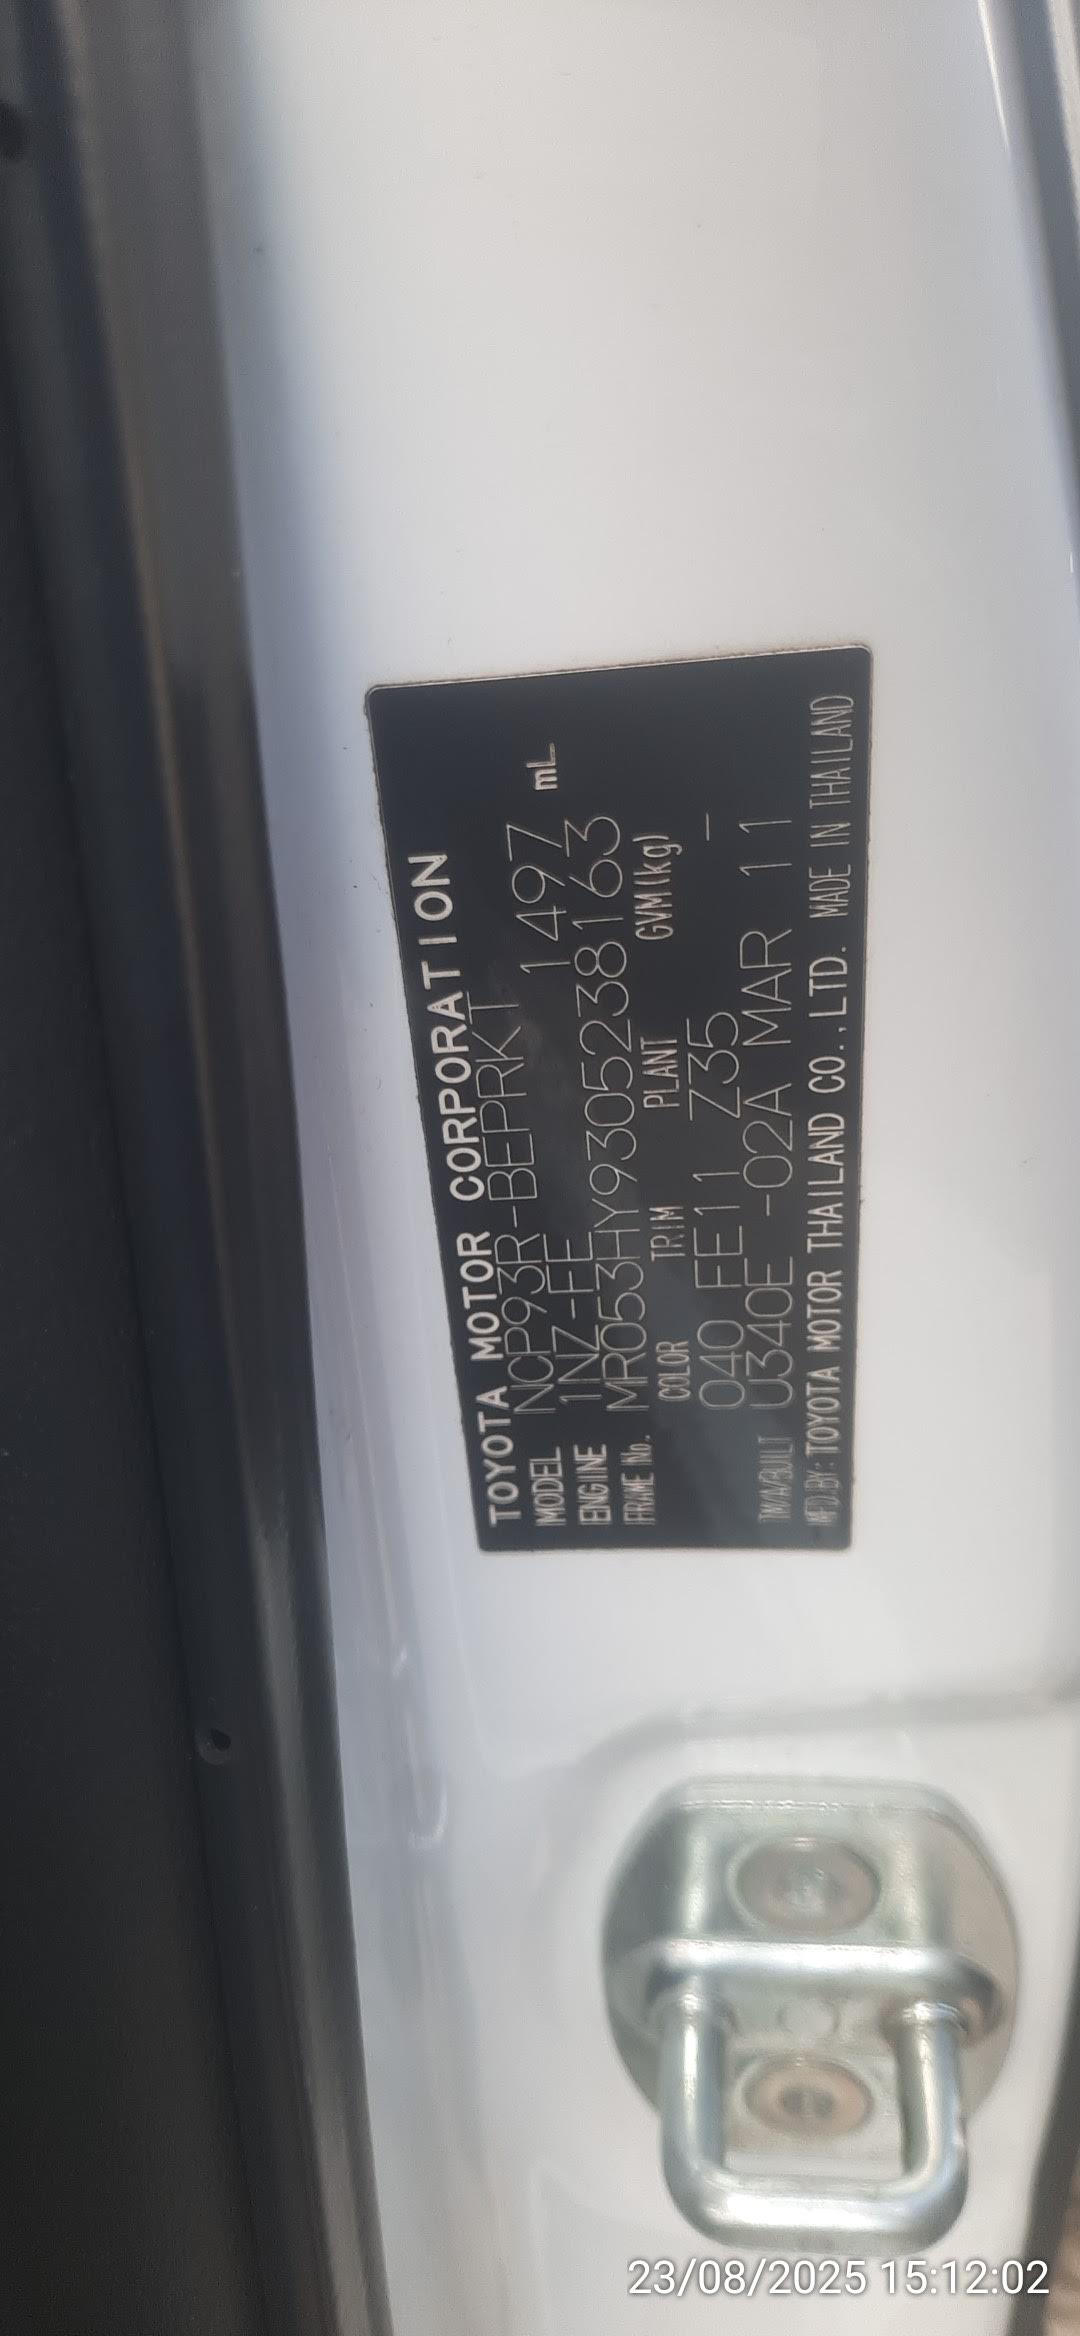 TOYOTA MOTOR CORPORATION
MODEL NCP93R-BEPRKT 1497 mL
ENGINE 1NZ-FE
FRAME No. MR053HY9305238163
COLOR TRIM PLANT GVM(kg)
040 FE11 Z35 -
TM/A/BUILT U340E -02A MAR 11
MFD.BY: TOYOTA MOTOR THAILAND CO.,LTD. MADE IN THAILAND
23/08/2025 15:12:02